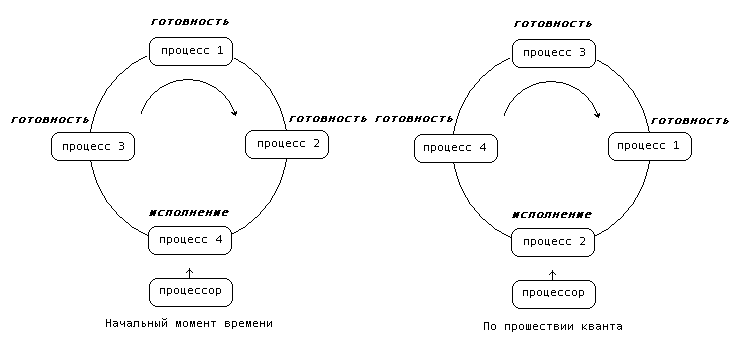 готовность
процесс 1
готовность
готовность
процесс 3
процесс 2
исполнение
процесс 4
процессор
Начальный момент времени
готовность
процесс 3
готовность
готовность
процесс 4
процесс 1
исполнение
процесс 2
процессор
По прошествии кванта